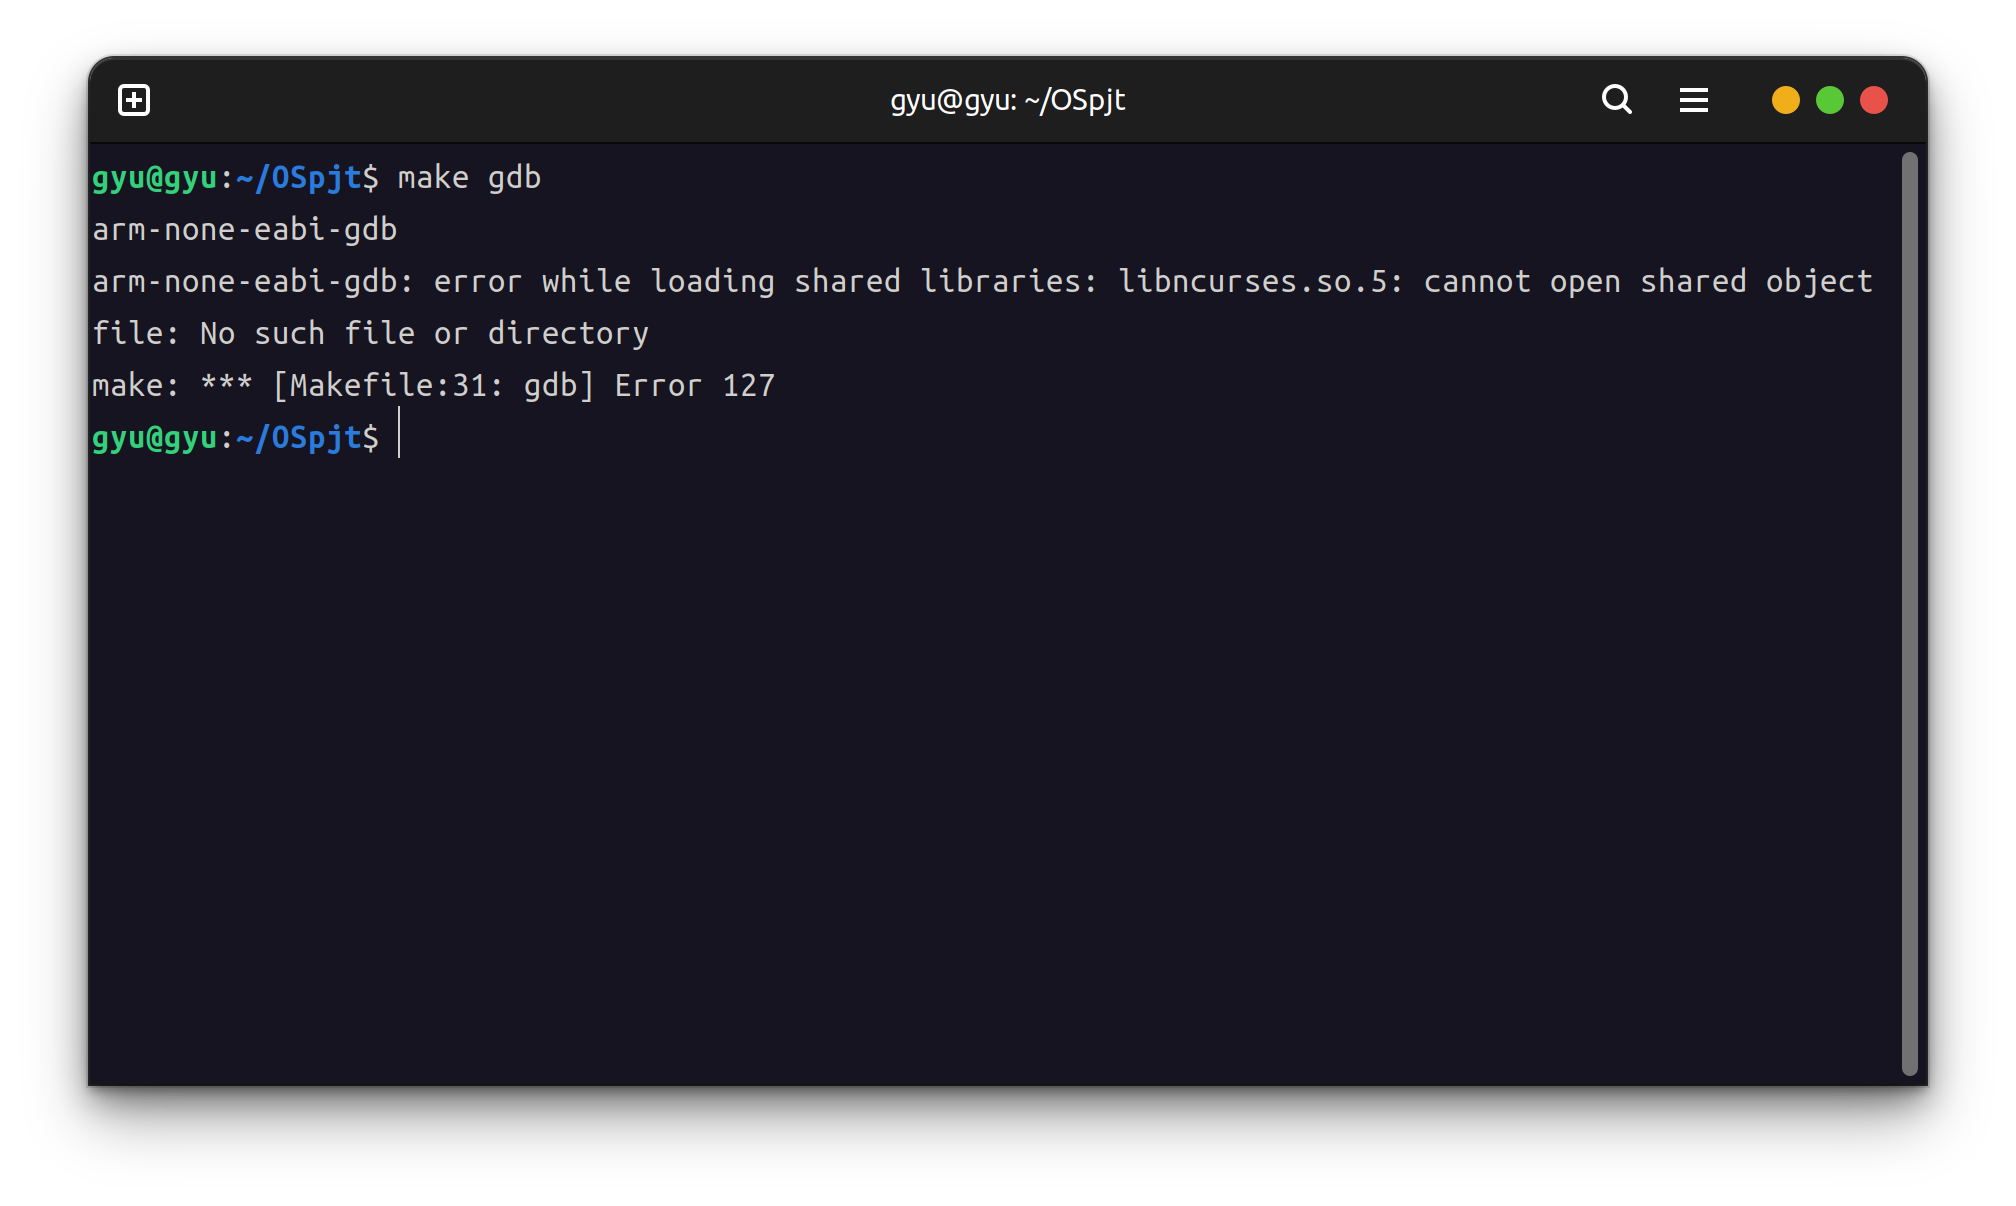 gyu@gyu: ~/OSpjt
gyu@gyu:~/OSpjt$ make gdb
arm-none-eabi-gdb
arm-none-eabi-gdb: error while loading shared libraries: libncurses.so.5: cannot open shared object
file: No such file or directory
make: *** [Makefile:31: gdb] Error 127
gyu@gyu:~/OSpjt$